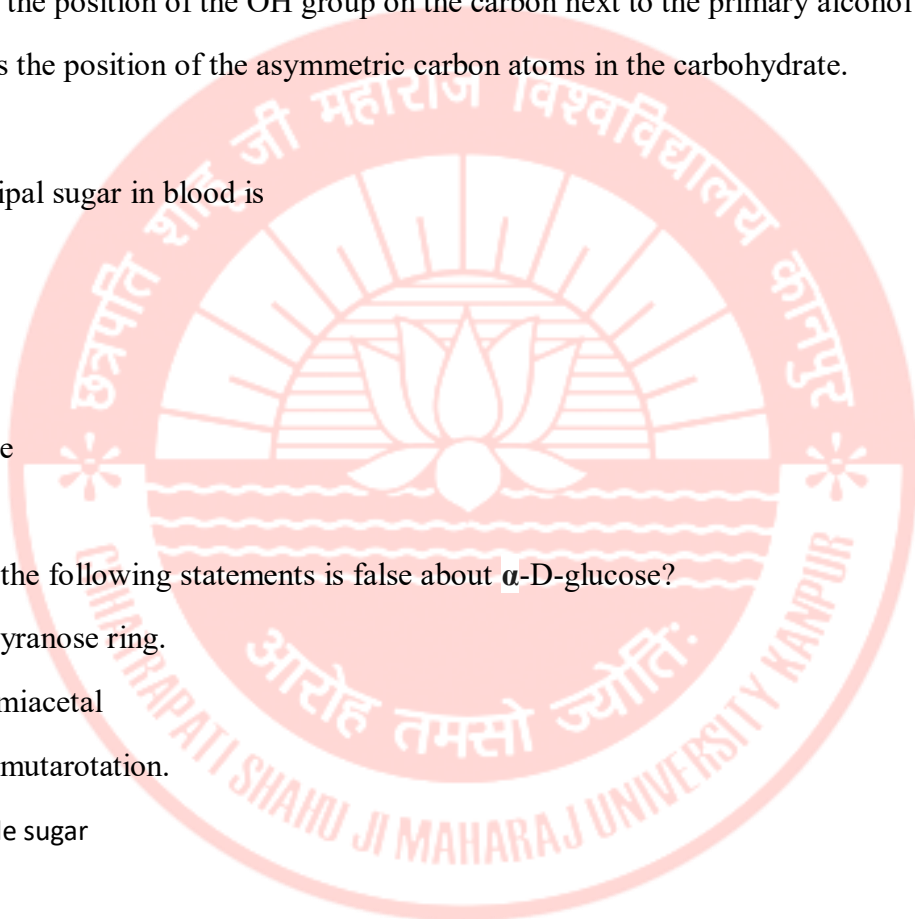 the position of the OH group on the carbon next to the primary alcohol
s the position of the asymmetric carbon atoms in the carbohydrate.
ipal sugar in blood is
e
the following statements is false about α-D-glucose?
yranose ring.
miacetal
mutarotation.
le sugar
छत्रपति शाहू जी महाराज विश्वविद्यालय कानपुर
आरोह तमसो ज्योतिः
CHHATRAPATI SHAHU JI MAHARAJ UNIVERSITY KANPUR